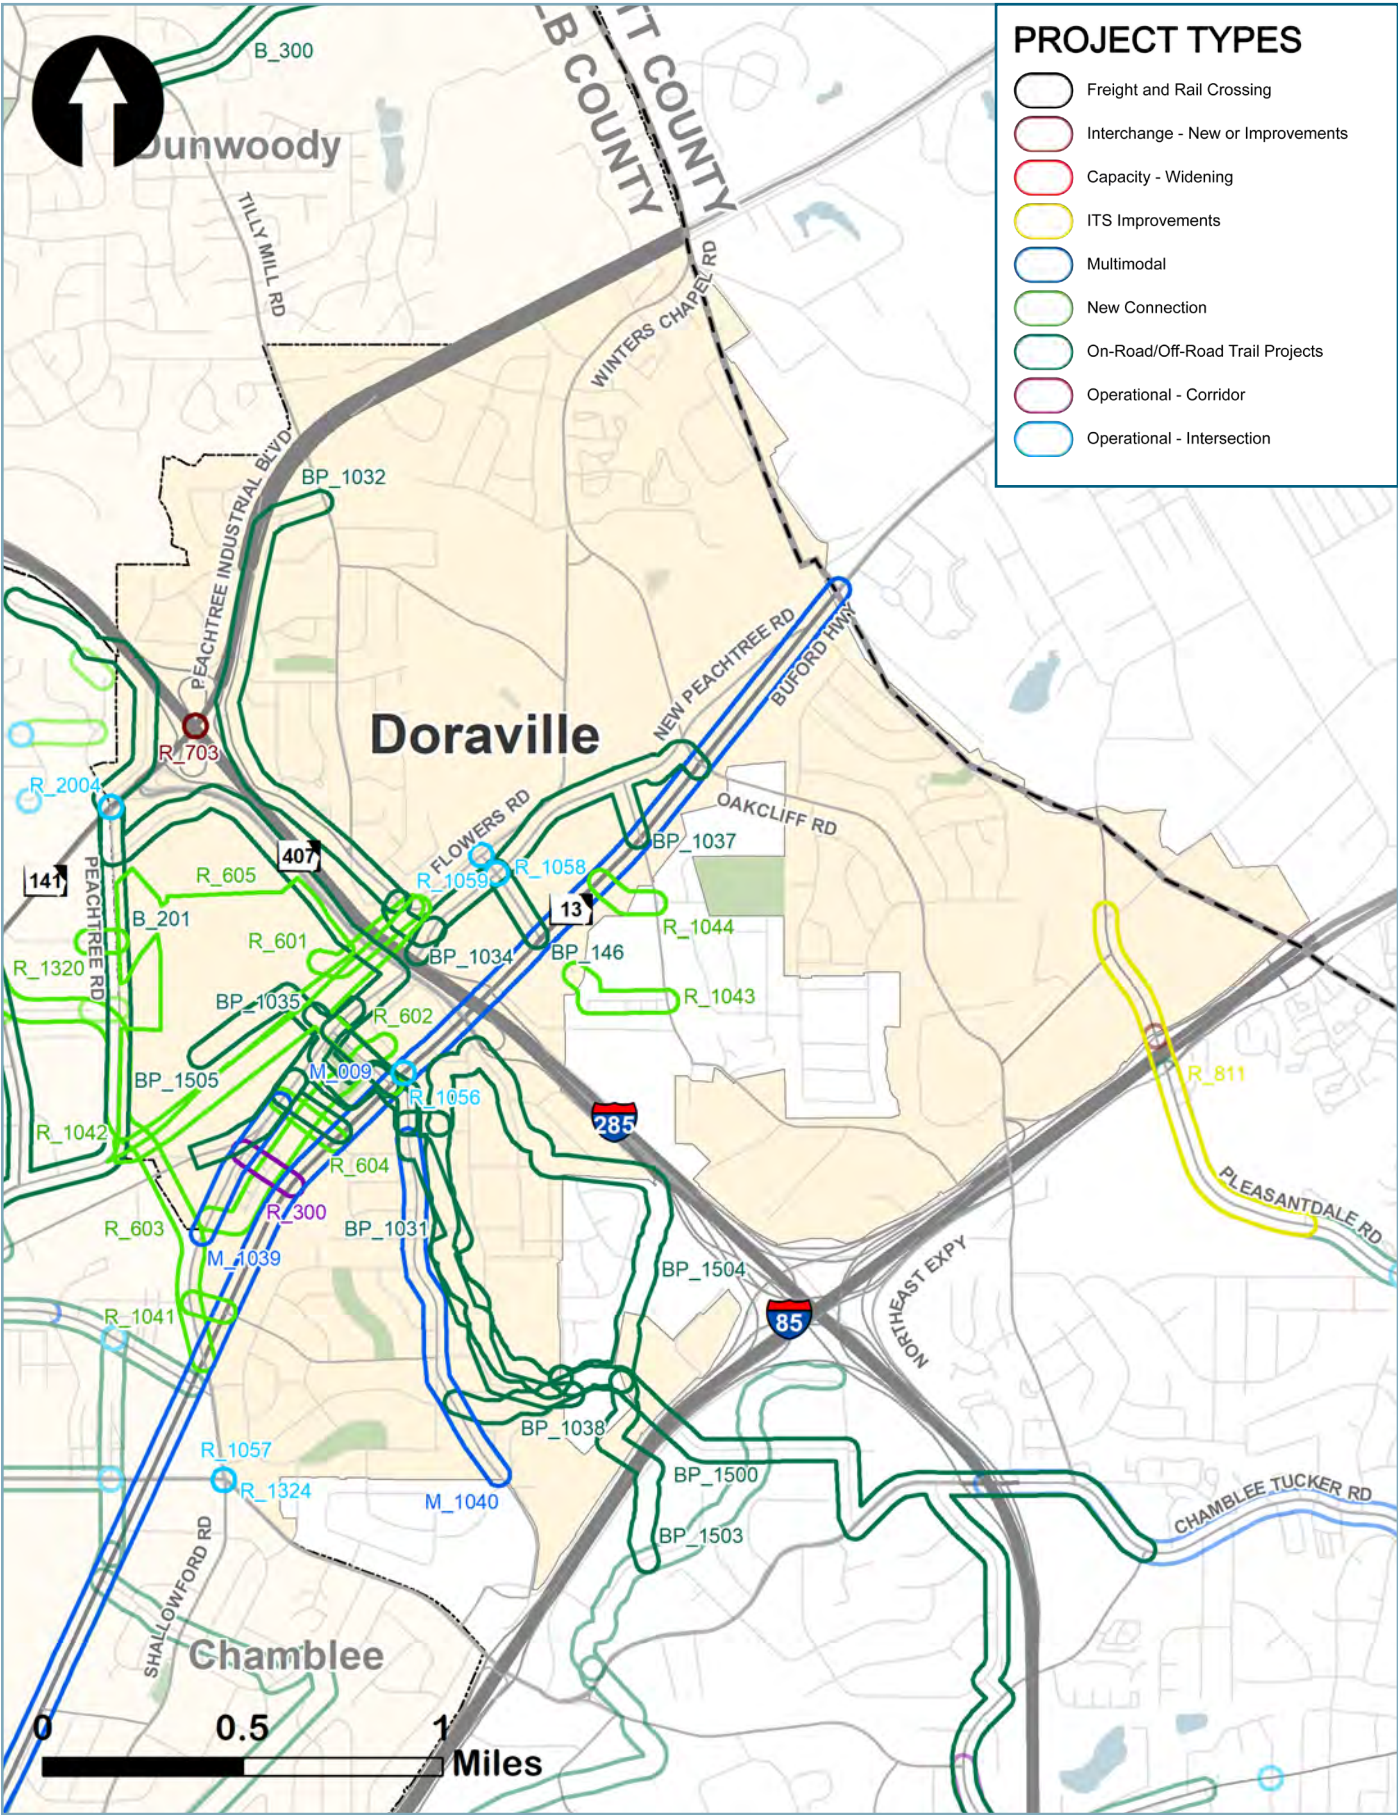 B_300
LB COUNTY
TT COUNTY
PROJECT TYPES
Freight and Rail Crossing
Interchange - New or Improvements
Capacity - Widening
ITS Improvements
Multimodal
New Connection
On-Road/Off-Road Trail Projects
Operational - Corridor
Operational - Intersection
Dunwoody
TILLY MILL RD
WINTERS CHAPEL RD
PEACHTREE INDUSTRIAL BLVD
BP_1032
NEW PEACHTREE RD
BUFORD HWY
Doraville
R_703
R_2004
FLOWERS RD
OAKCLIFF RD
BP_1037
407
141
PEACHTREE RD
R_605
R_1059
R_1058
13
B_201
R_1044
R_601
BP_1034
BP_146
R_1320
R_1043
BP_1035
R_602
M_009
BP_1505
R_1056
R_811
285
R_1042
R_604
PLEASANTDALE RD
R_300
R_603
BP_1031
M_1039
BP_1504
NORTHEAST EXPY
R_1041
85
BP_1038
R_1057
BP_1500
R_1324
M_1040
CHAMBLEE TUCKER RD
BP_1503
SHALLOWFORD RD
Chamblee
0 0.5 1
Miles